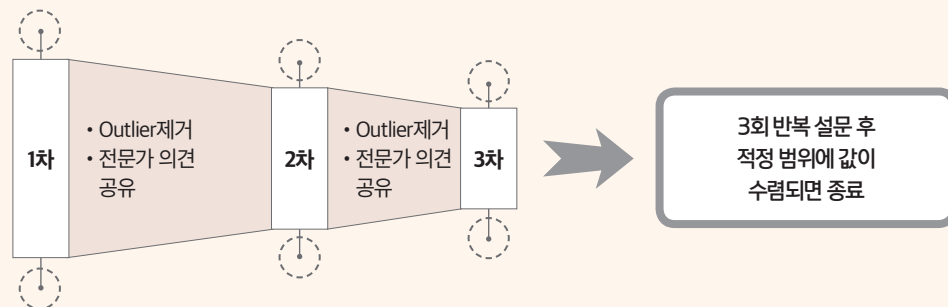 1차
• Outlier제거
• 전문가 의견
공유
2차
• Outlier제거
• 전문가 의견
공유
3차
3회 반복 설문 후
적정 범위에 값이
수렴되면 종료